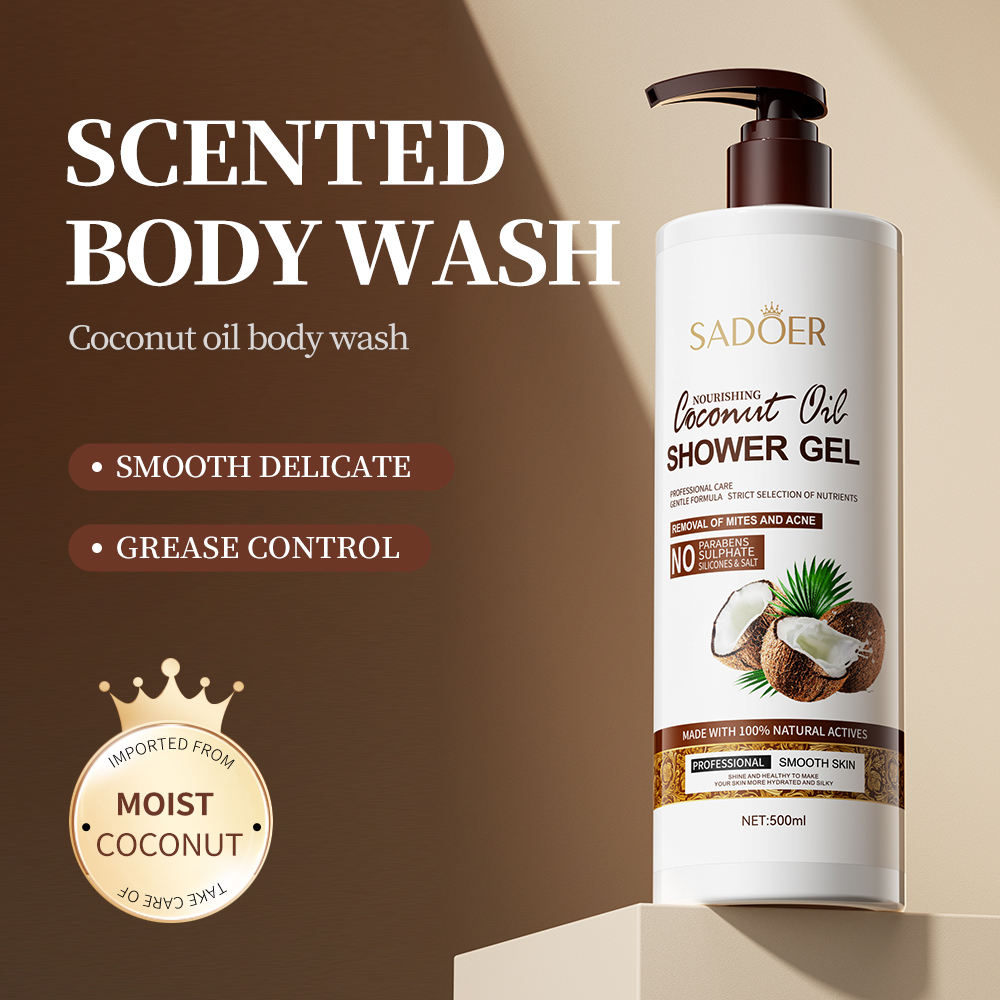 SCENTED
BODY WASH
Coconut oil body wash
• SMOOTH DELICATE
• GREASE CONTROL
IMPORTED FROM
MOIST
COCONUT
TAKE CARE OF
SADOER
NOURISHING
Coconut Oil
SHOWER GEL
PROFESSIONAL CARE
GENTLE FORMULA STRICT SELECTION OF NUTRIENTS
REMOVAL OF MITES AND ACNE
NO PARABENS
SULPHATE
SILICONES & SALT
MADE WITH 100% NATURAL ACTIVES
PROFESSIONAL SMOOTH SKIN
SHINE AND HEALTHY TO MAKE
YOUR SKIN MORE HYDRATED AND SILKY
NET:500ml